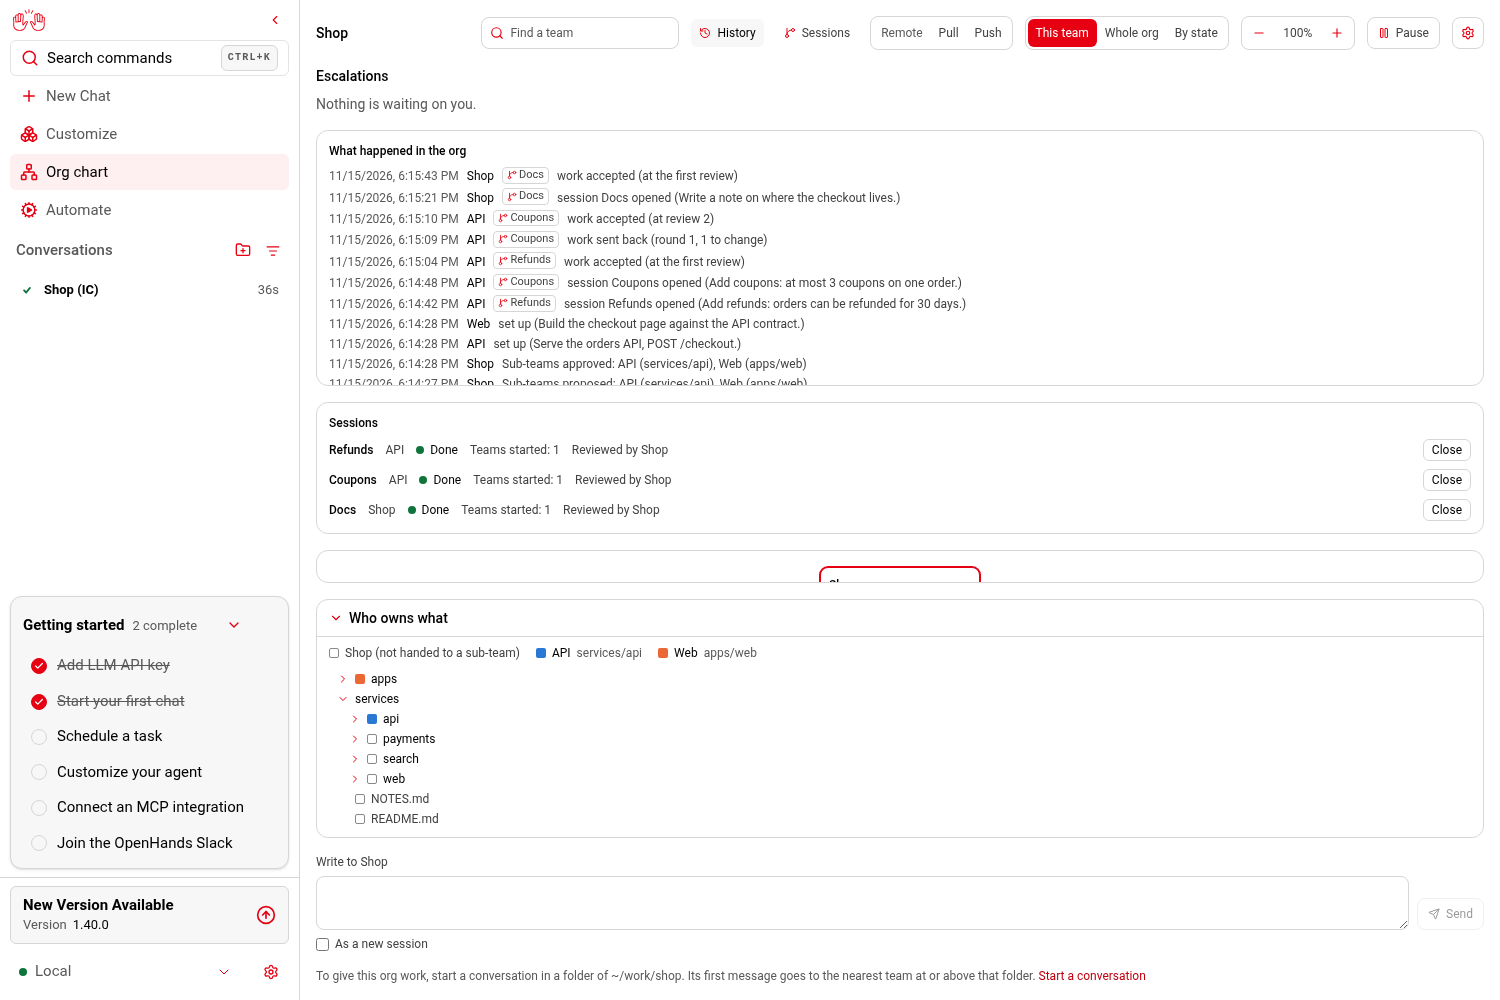 Search commands CTRL+K
New Chat
Customize
Org chart
Automate
Conversations
Shop (IC) 36s
Getting started 2 complete
Add LLM API key
Start your first chat
Schedule a task
Customize your agent
Connect an MCP integration
Join the OpenHands Slack
New Version Available
Version 1.40.0
Local
Shop Find a team History Sessions Remote Pull Push This team Whole org By state 100% Pause
Escalations
Nothing is waiting on you.
What happened in the org
11/15/2026, 6:15:43 PM Shop Docs work accepted (at the first review)
11/15/2026, 6:15:21 PM Shop Docs session Docs opened (Write a note on where the checkout lives.)
11/15/2026, 6:15:10 PM API Coupons work accepted (at review 2)
11/15/2026, 6:15:09 PM API Coupons work sent back (round 1, 1 to change)
11/15/2026, 6:15:04 PM API Refunds work accepted (at the first review)
11/15/2026, 6:14:48 PM API Coupons session Coupons opened (Add coupons: at most 3 coupons on one order.)
11/15/2026, 6:14:42 PM API Refunds session Refunds opened (Add refunds: orders can be refunded for 30 days.)
11/15/2026, 6:14:28 PM Web set up (Build the checkout page against the API contract.)
11/15/2026, 6:14:28 PM API set up (Serve the orders API, POST /checkout.)
11/15/2026, 6:14:28 PM Shop Sub-teams approved: API (services/api), Web (apps/web)
11/15/2026, 6:14:27 PM Shop Sub-teams proposed: API (services/api), Web (apps/web)
Sessions
Refunds API Done Teams started: 1 Reviewed by Shop Close
Coupons API Done Teams started: 1 Reviewed by Shop Close
Docs Shop Done Teams started: 1 Reviewed by Shop Close
Who owns what
Shop (not handed to a sub-team) API services/api Web apps/web
apps
services
api
payments
search
web
NOTES.md
README.md
Write to Shop
Send
As a new session
To give this org work, start a conversation in a folder of ~/work/shop. Its first message goes to the nearest team at or above that folder. Start a conversation